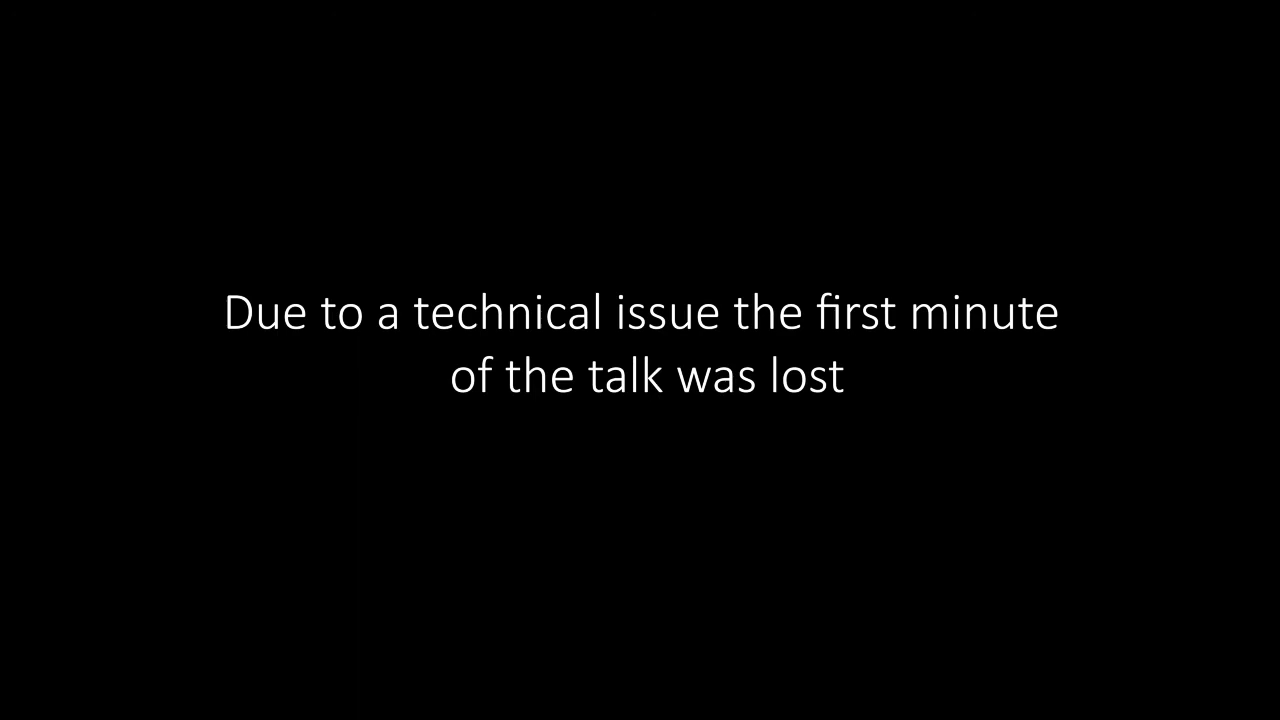 Due to a technical issue the first minute
of the talk was lost